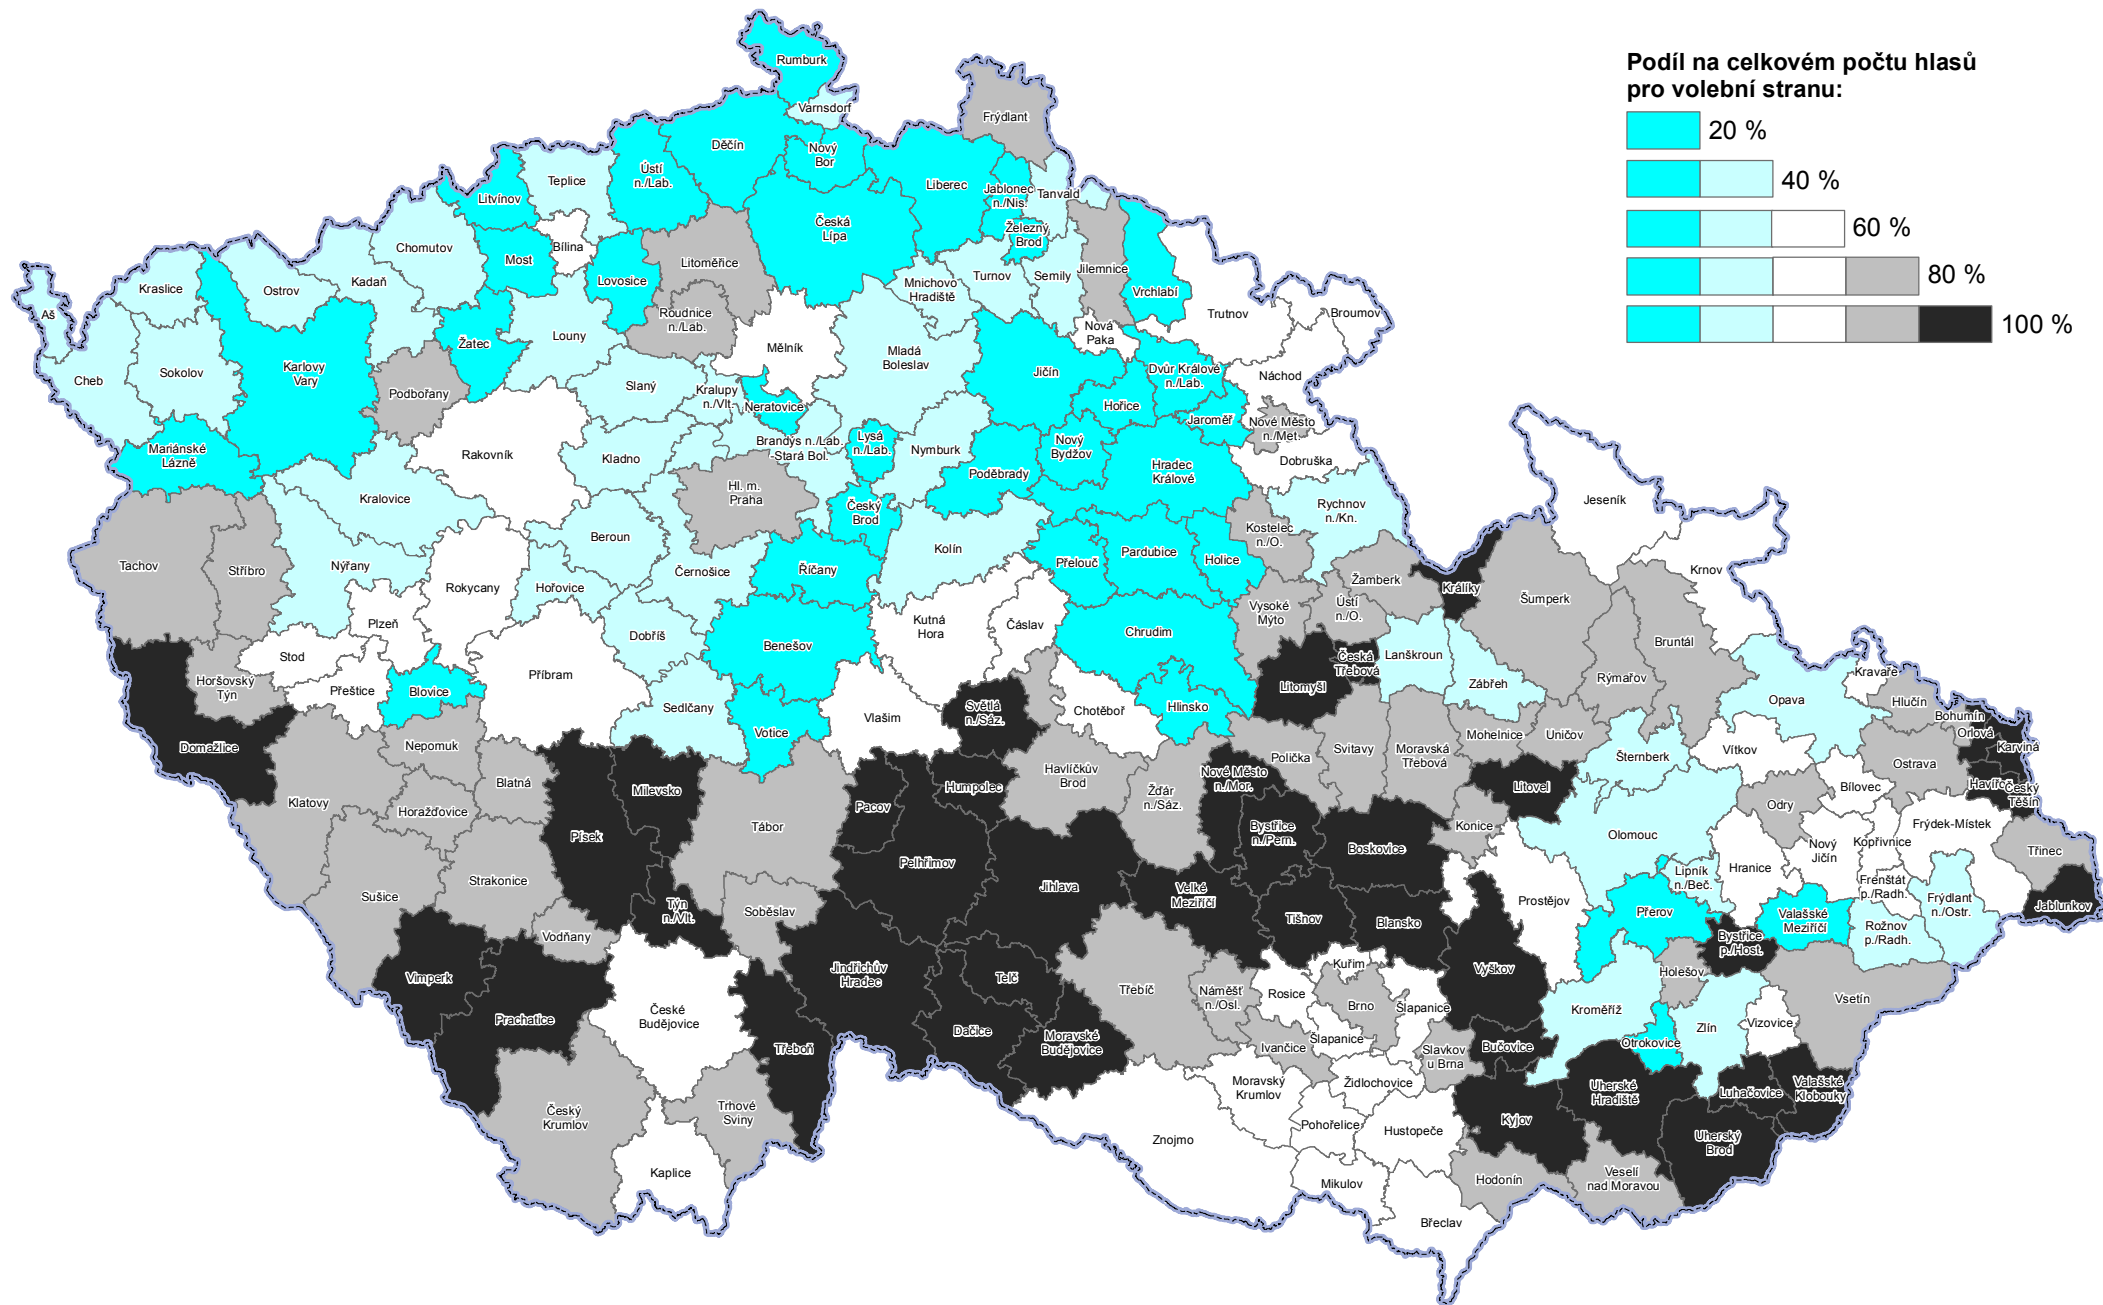 Podíl na celkovém počtu hlasů
pro volební stranu:
20 %
40 %
60 %
80 %
100 %
Rumburk
Varnsdorf
Frýdlant
Děčín
Nový
Bor
Ústí
n./Lab.
Teplice
Litvínov
Liberec
Jablonec
n./Nis.
Tanvald
Železný
Brod
Česká
Lípa
Chomutov
Most
Bílina
Lovosice
Litoměřice
Kraslice
Ostrov
Kadaň
Aš
Mnichovo
Hradiště
Turnov
Semily
Jilemnice
Vrchlabí
Trutnov
Broumov
Roudnice
n./Lab.
Louny
Žatec
Mělník
Nová
Paka
Cheb
Sokolov
Karlovy
Vary
Podbořany
Slaný
Kralupy
n./Vlt.
Neratovice
Mladá
Boleslav
Jičín
Dvůr Králové
n./Lab.
Náchod
Hořice
Jaroměř
Nové Město
n./Met.
Mariánské
Lázně
Rakovník
Kladno
Brandýs n./Lab.
-Stará Bol.
Lysá
n./Lab.
Nymburk
Poděbrady
Nový
Bydžov
Hradec
Králové
Dobruška
Kralovice
Hl. m.
Praha
Český
Brod
Rychnov
n./Kn.
Jeseník
Tachov
Stříbro
Nýřany
Beroun
Kolín
Přelouč
Pardubice
Holice
Kostelec
n./O.
Žamberk
Králíky
Šumperk
Krnov
Rokycany
Hořovice
Černošice
Říčany
Plzeň
Dobříš
Benešov
Kutná
Hora
Čáslav
Chrudim
Vysoké
Mýto
Ústí
n./O.
Bruntál
Rýmařov
Stod
Horšovský
Týn
Přeštice
Blovice
Příbram
Sedlčany
Votice
Vlašim
Světlá
n./Sáz.
Chotěboř
Hlinsko
Litomyšl
Česká
Třebová
Lanškroun
Zábřeh
Opava
Kravaře
Hlučín
Bohumín
Orlová
Karviná
Domažlice
Nepomuk
Klatovy
Blatná
Horažďovice
Písek
Milevsko
Tábor
Pacov
Humpolec
Havlíčkův
Brod
Žďár
n./Sáz.
Nové Město
n./Mor.
Polička
Svitavy
Moravská
Třebová
Mohelnice
Uničov
Šternberk
Vítkov
Ostrava
Havířov
Český
Těšín
Litovel
Konice
Olomouc
Odry
Bílovec
Frýdek-Místek
Třinec
Jablunkov
Sušice
Strakonice
Týn
n./Vlt.
Soběslav
Pelhřimov
Jihlava
Velké
Meziříčí
Bystřice
n./Pern.
Boskovice
Tišnov
Blansko
Prostějov
Lipník
n./Beč.
Hranice
Nový
Jičín
Kopřivnice
Frenštát
p./Radh.
Frýdlant
n./Ostr.
Přerov
Valašské
Meziříčí
Rožnov
p./Radh.
Vodňany
Vimperk
Prachatice
České
Budějovice
Třeboň
Jindřichův
Hradec
Telč
Dačice
Moravské
Budějovice
Třebíč
Náměšť
n./Osl.
Rosice
Kuřim
Brno
Šlapanice
Šlapanice
Ivančice
Vyškov
Bučovice
Slavkov
u Brna
Kroměříž
Holešov
Bystřice
p./Host.
Zlín
Vizovice
Vsetín
Otrokovice
Český
Krumlov
Trhové
Sviny
Kaplice
Znojmo
Moravský
Krumlov
Židlochovice
Pohořelice
Hustopeče
Mikulov
Břeclav
Kyjov
Hodonín
Uherské
Hradiště
Luhačovice
Valašské
Klobouky
Uherský
Brod
Veselí
nad Moravou